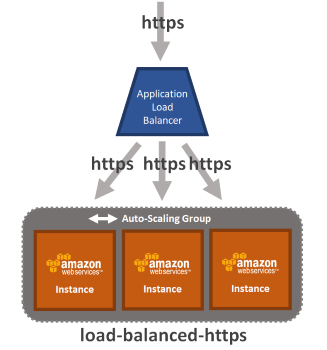 https
Application
Load
Balancer
https https https
Auto-Scaling Group
amazon amazon amazon
webservices™ webservices™ webservices™
Instance Instance Instance
load-balanced-https